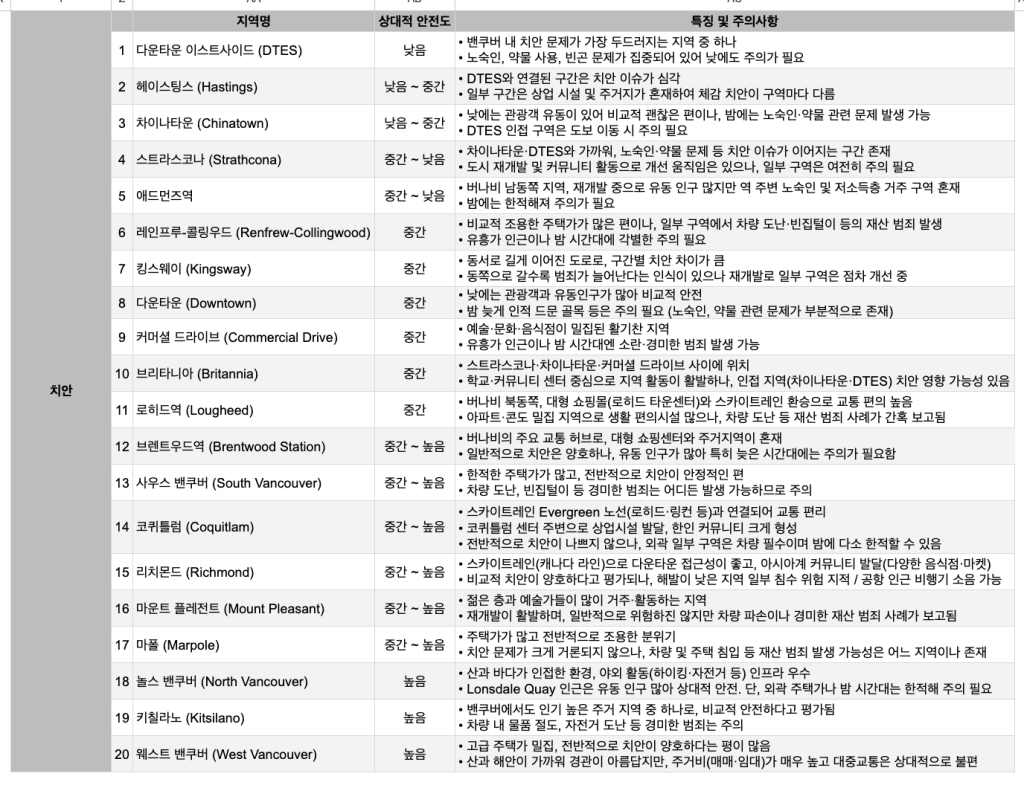 지역명 상대적 안전도 특징 및 주의사항
치안
1 다운타운 이스트사이드 (DTES) 낮음
• 밴쿠버 내 치안 문제가 가장 두드러지는 지역 중 하나
• 노숙인, 약물 사용, 빈곤 문제가 집중되어 있어 낮에도 주의가 필요
2 헤이스팅스 (Hastings) 낮음 ~ 중간
• DTES와 연결된 구간은 치안 이슈가 심각
• 일부 구간은 상업 시설 및 주거지가 혼재하여 체감 치안이 구역마다 다름
3 차이나타운 (Chinatown) 낮음 ~ 중간
• 낮에는 관광객 유동이 있어 비교적 괜찮은 편이나, 밤에는 노숙인·약물 관련 문제 발생 가능
• DTES 인접 구역은 도보 이동 시 주의 필요
4 스트라스코나 (Strathcona) 중간 ~ 낮음
• 차이나타운·DTES와 가까워, 노숙인·약물 문제 등 치안 이슈가 이어지는 구간 존재
• 도시 재개발 및 커뮤니티 활동으로 개선 움직임은 있으나, 일부 구역은 여전히 주의 필요
5 애드먼즈역 중간 ~ 낮음
• 버나비 남동쪽 지역, 재개발 중으로 유동 인구 많지만 역 주변 노숙인 및 저소득층 거주 구역 혼재
• 밤에는 한적해져 주의가 필요
6 레인프루-콜링우드 (Renfrew-Collingwood) 중간
• 비교적 조용한 주택가가 많은 편이나, 일부 구역에서 차량 도난·빈집털이 등의 재산 범죄 발생
• 유흥가 인근이나 밤 시간대에 각별한 주의 필요
7 킹스웨이 (Kingsway) 중간
• 동서로 길게 이어진 도로로, 구간별 치안 차이가 큼
• 동쪽으로 갈수록 범죄가 늘어난다는 인식이 있으나 재개발로 일부 구역은 점차 개선 중
8 다운타운 (Downtown) 중간
• 낮에는 관광객과 유동인구가 많아 비교적 안전
• 밤 늦게 인적 드문 골목 등은 주의 필요 (노숙인, 약물 관련 문제가 부분적으로 존재)
9 커머셜 드라이브 (Commercial Drive) 중간
• 예술·문화·음식점이 밀집된 활기찬 지역
• 유흥가 인근이나 밤 시간대엔 소란·경미한 범죄 발생 가능
10 브리타니아 (Britannia) 중간
• 스트라스코나·차이나타운·커머셜 드라이브 사이에 위치
• 학교·커뮤니티 센터 중심으로 지역 활동이 활발하나, 인접 지역(차이나타운·DTES) 치안 영향 가능성 있음
11 로히드역 (Lougheed) 중간
• 버나비 북동쪽, 대형 쇼핑몰(로히드 타운센터)와 스카이트레인 환승으로 교통 편의 높음
• 아파트·콘도 밀집 지역으로 생활 편의시설 많으나, 차량 도난 등 재산 범죄 사례가 간혹 보고됨
12 브렌트우드역 (Brentwood Station) 중간 ~ 높음
• 버나비의 주요 교통 허브로, 대형 쇼핑센터와 주거지역이 혼재
• 일반적으로 치안은 양호하나, 유동 인구가 많아 특히 늦은 시간대에는 주의가 필요함
13 사우스 밴쿠버 (South Vancouver) 중간 ~ 높음
• 한적한 주택가가 많고, 전반적으로 치안이 안정적인 편
• 차량 도난, 빈집털이 등 경미한 범죄는 어디든 발생 가능하므로 주의
14 코퀴틀럼 (Coquitlam) 중간 ~ 높음
• 스카이트레인 Evergreen 노선(로히드·링컨 등)과 연결되어 교통 편리
• 코퀴틀럼 센터 주변으로 상업시설 발달, 한인 커뮤니티 크게 형성
• 전반적으로 치안이 나쁘지 않으나, 외곽 일부 구역은 차량 필수이며 밤에 다소 한적할 수 있음
15 리치몬드 (Richmond) 중간 ~ 높음
• 스카이트레인(캐나다 라인)으로 다운타운 접근성이 좋고, 아시아계 커뮤니티 발달(다양한 음식점·마켓)
• 비교적 치안이 양호하다고 평가되나, 해발이 낮은 지역 일부 침수 위험 지적 / 공항 인근 비행기 소음 가능
16 마운트 플레전트 (Mount Pleasant) 중간 ~ 높음
• 젊은 층과 예술가들이 많이 거주·활동하는 지역
• 재개발이 활발하며, 일반적으로 위험하진 않지만 차량 파손이나 경미한 재산 범죄 사례가 보고됨
17 마폴 (Marpole) 중간 ~ 높음
• 주택가가 많고 전반적으로 조용한 분위기
• 치안 문제가 크게 거론되지 않으나, 차량 및 주택 침입 등 재산 범죄 발생 가능성은 어느 지역이나 존재
18 놀스 밴쿠버 (North Vancouver) 높음
• 산과 바다가 인접한 환경, 야외 활동(하이킹·자전거 등) 인프라 우수
• Lonsdale Quay 인근은 유동 인구 많아 상대적 안전. 단, 외곽 주택가나 밤 시간대는 한적해 주의 필요
19 키칠라노 (Kitsilano) 높음
• 밴쿠버에서도 인기 높은 주거 지역 중 하나로, 비교적 안전하다고 평가됨
• 차량 내 물품 절도, 자전거 도난 등 경미한 범죄는 주의
20 웨스트 밴쿠버 (West Vancouver) 높음
• 고급 주택가 밀집, 전반적으로 치안이 양호하다는 평이 많음
• 산과 해안이 가까워 경관이 아름답지만, 주거비(매매·임대)가 매우 높고 대중교통은 상대적으로 불편